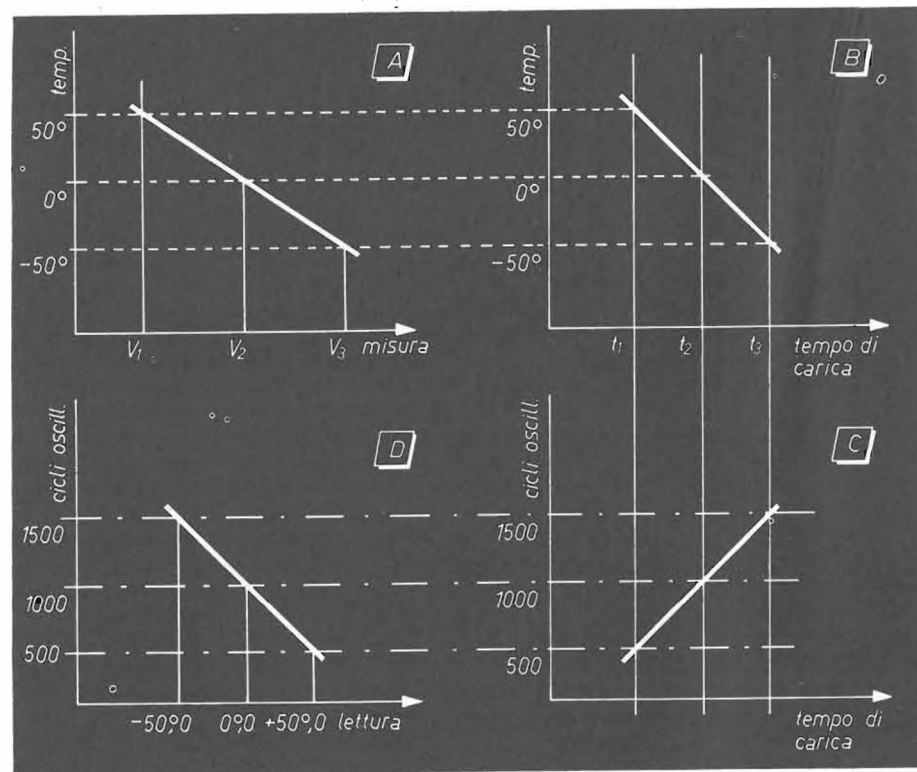 A
temp.
50°
0°
-50°
V1
V2
V3
misura
B
temp.
50°
0°
-50°
t1
t2
t3
tempo di
carica
D
cicli oscill.
1500
1000
500
-50°,0
0°,0
+50°,0
lettura
C
cicli oscill.
1500
1000
500
tempo di
carica